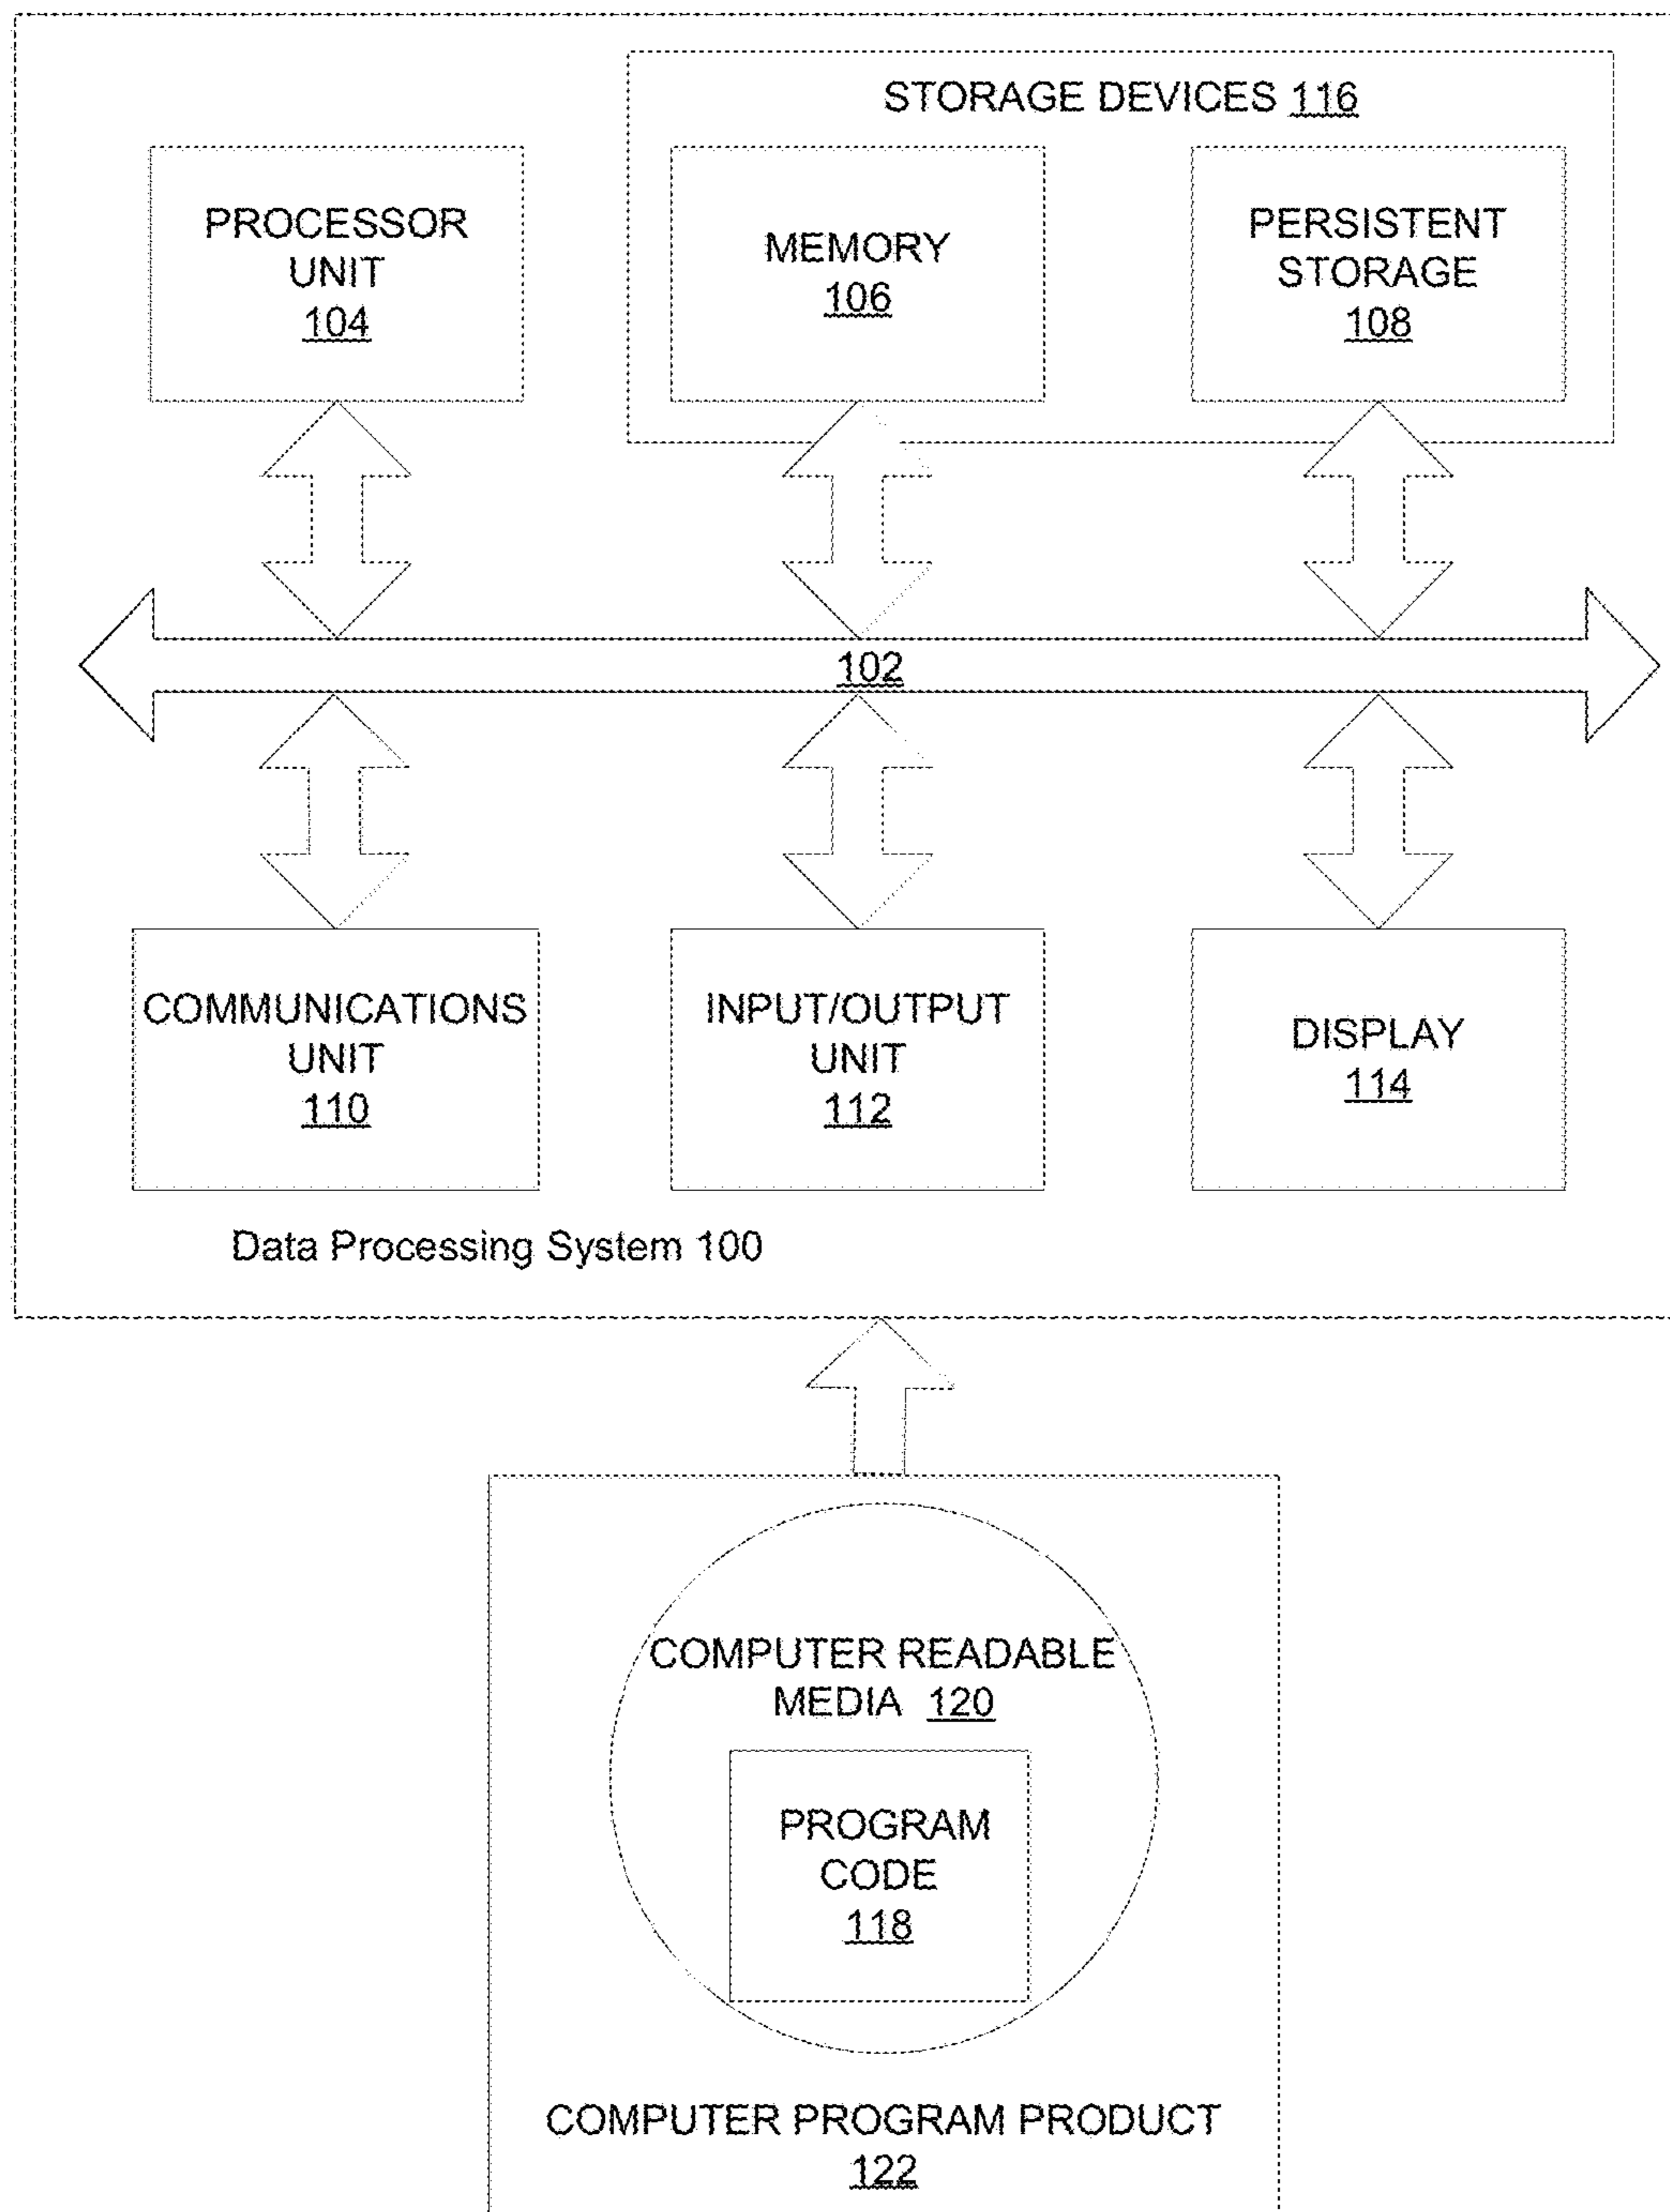 STORAGE DEVICES 116
PROCESSOR
UNIT
104
MEMORY
106
PERSISTENT
STORAGE
108
102
COMMUNICATIONS
UNIT
110
INPUT/OUTPUT
UNIT
112
DISPLAY
114
Data Processing System 100
COMPUTER READABLE
MEDIA 120
PROGRAM
CODE
118
COMPUTER PROGRAM PRODUCT
122